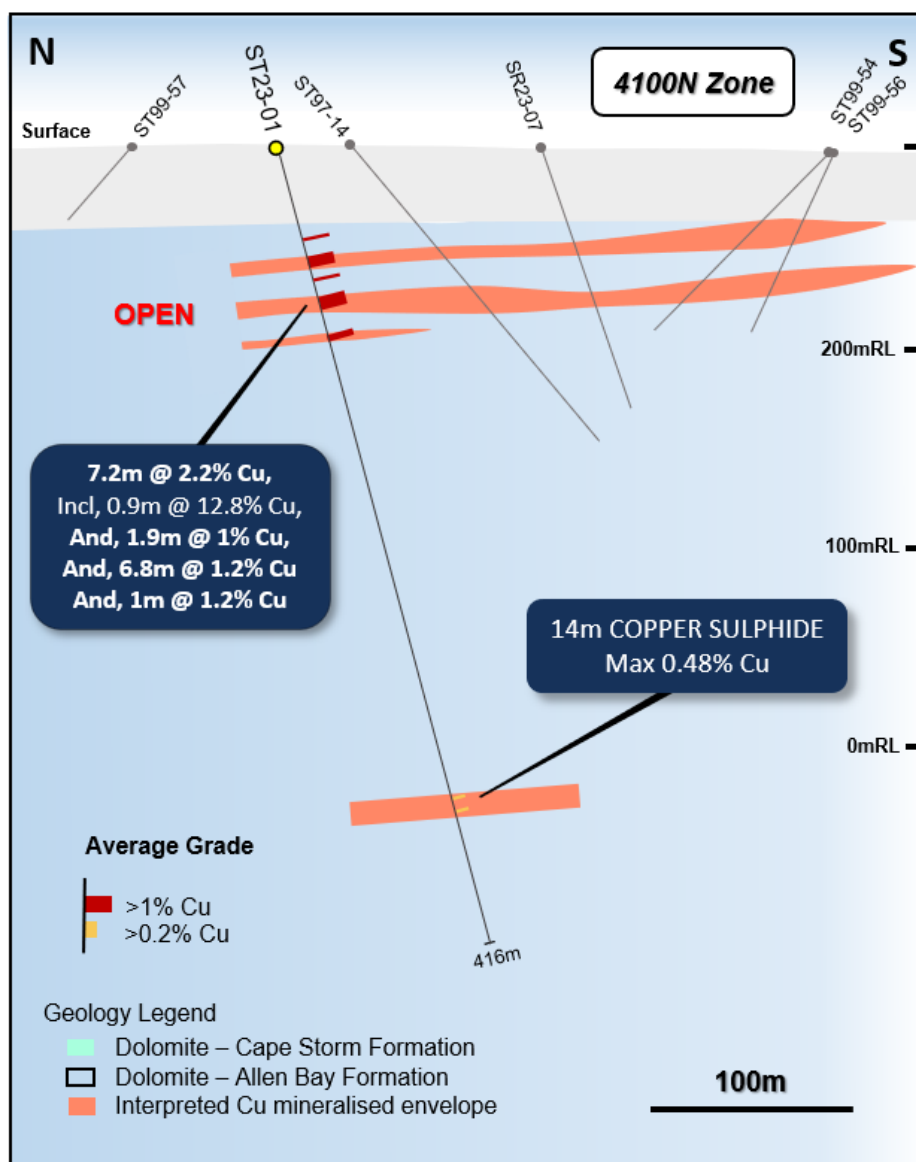 N
S
4100N Zone
ST99-57
ST23-01
ST97-14
SR23-07
ST99-54
ST99-56
Surface
OPEN
200mRL
7.2m @ 2.2% Cu,
Incl, 0.9m @ 12.8% Cu,
And, 1.9m @ 1% Cu,
And, 6.8m @ 1.2% Cu
And, 1m @ 1.2% Cu
100mRL
14m COPPER SULPHIDE
Max 0.48% Cu
0mRL
Average Grade
>1% Cu
>0.2% Cu
416m
Geology Legend
Dolomite – Cape Storm Formation
Dolomite – Allen Bay Formation
Interpreted Cu mineralised envelope
100m